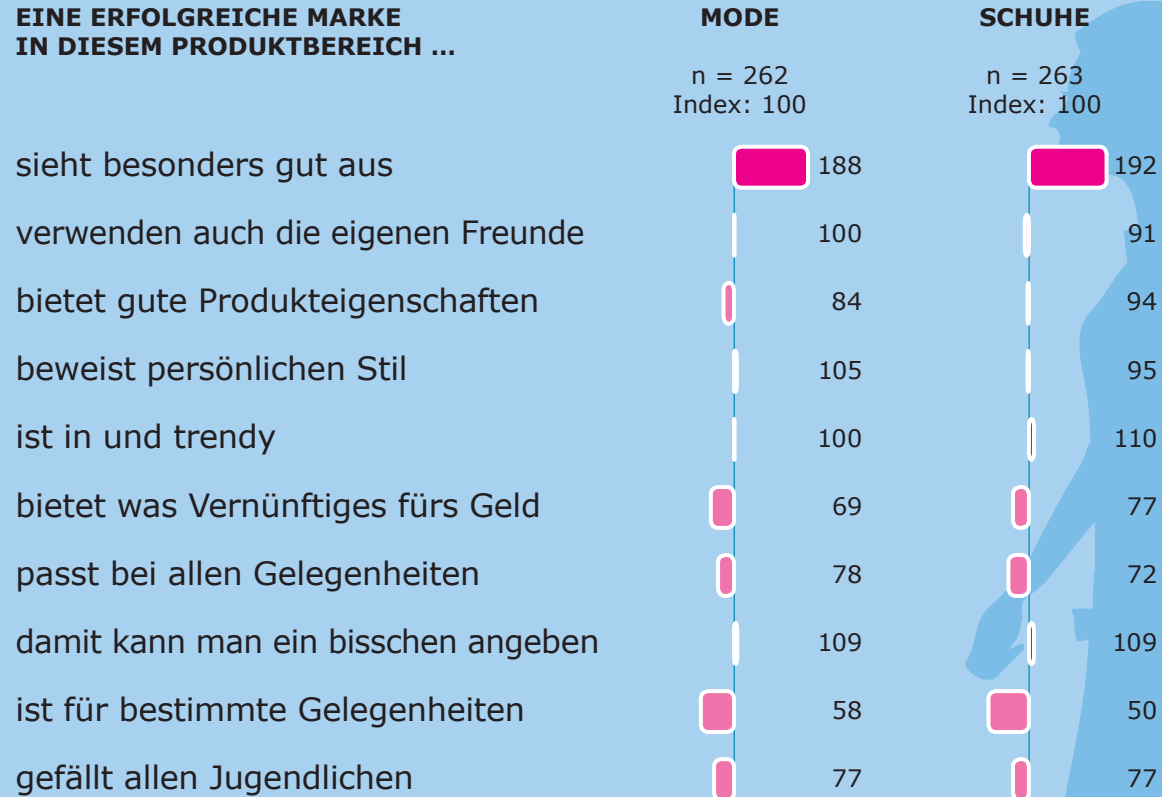 EINE ERFOLGREICHE MARKE
IN DIESEM PRODUKTBEREICH ...
MODE
SCHUHE
n = 262
Index: 100
n = 263
Index: 100
sieht besonders gut aus 188 192
verwenden auch die eigenen Freunde 100 91
bietet gute Produkteigenschaften 84 94
beweist persönlichen Stil 105 95
ist in und trendy 100 110
bietet was Vernünftiges fürs Geld 69 77
passt bei allen Gelegenheiten 78 72
damit kann man ein bisschen angeben 109 109
ist für bestimmte Gelegenheiten 58 50
gefällt allen Jugendlichen 77 77